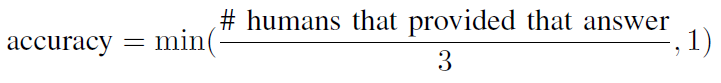 accuracy = min(# humans that provided that answer / 3, 1)